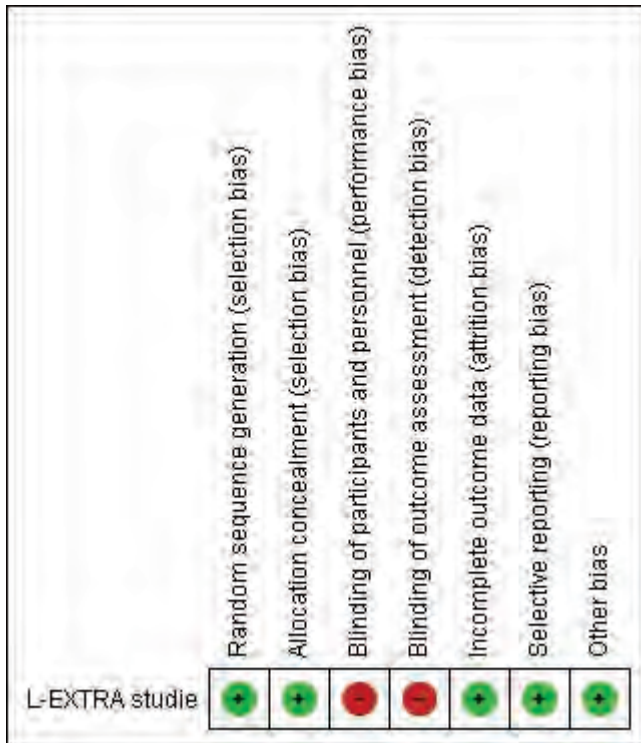 Random sequence generation (selection bias)
Allocation concealment (selection bias)
Blinding of participants and personnel (performance bias)
Blinding of outcome assessment (detection bias)
Incomplete outcome data (attrition bias)
Selective reporting (reporting bias)
Other bias
L-EXTRA studie + + - - + + +